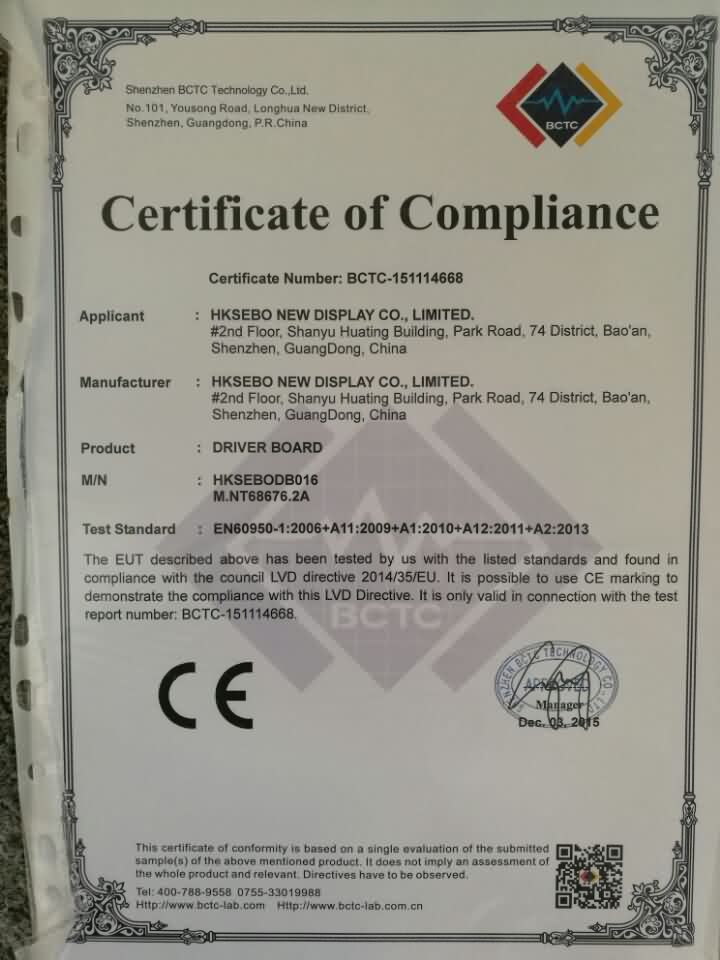 Shenzhen BCTC Technology Co.,Ltd.
No.101, Yousong Road, Longhua New District,
Shenzhen, Guangdong, P.R.China
BCTC
Certificate of Compliance
Certificate Number: BCTC-151114668
Applicant : HKSEBO NEW DISPLAY CO., LIMITED.
#2nd Floor, Shanyu Huating Building, Park Road, 74 District, Bao'an,
Shenzhen, GuangDong, China
Manufacturer : HKSEBO NEW DISPLAY CO., LIMITED.
#2nd Floor, Shanyu Huating Building, Park Road, 74 District, Bao'an,
Shenzhen, GuangDong, China
Product : DRIVER BOARD
M/N : HKSEBODB016
M.NT68676.2A
Test Standard : EN60950-1:2006+A11:2009+A1:2010+A12:2011+A2:2013
The EUT described above has been tested by us with the listed standards and found in
compliance with the council LVD directive 2014/35/EU. It is possible to use CE marking to
demonstrate the compliance with this LVD Directive. It is only valid in connection with the test
report number: BCTC-151114668.
BCTC
CE
SHENZHEN BCTC TECHNOLOGY CO., LTD.
APPROVED
Manager
Dec. 03, 2015
This certificate of conformity is based on a single evaluation of the submitted
sample(s) of the above mentioned product. It does not imply an assessment of
the whole product and relevant. Directives have to be observed.
Tel: 400-788-9558 0755-33019988
Http://www.bctc-lab.com Http://www.bctc-lab.com.cn